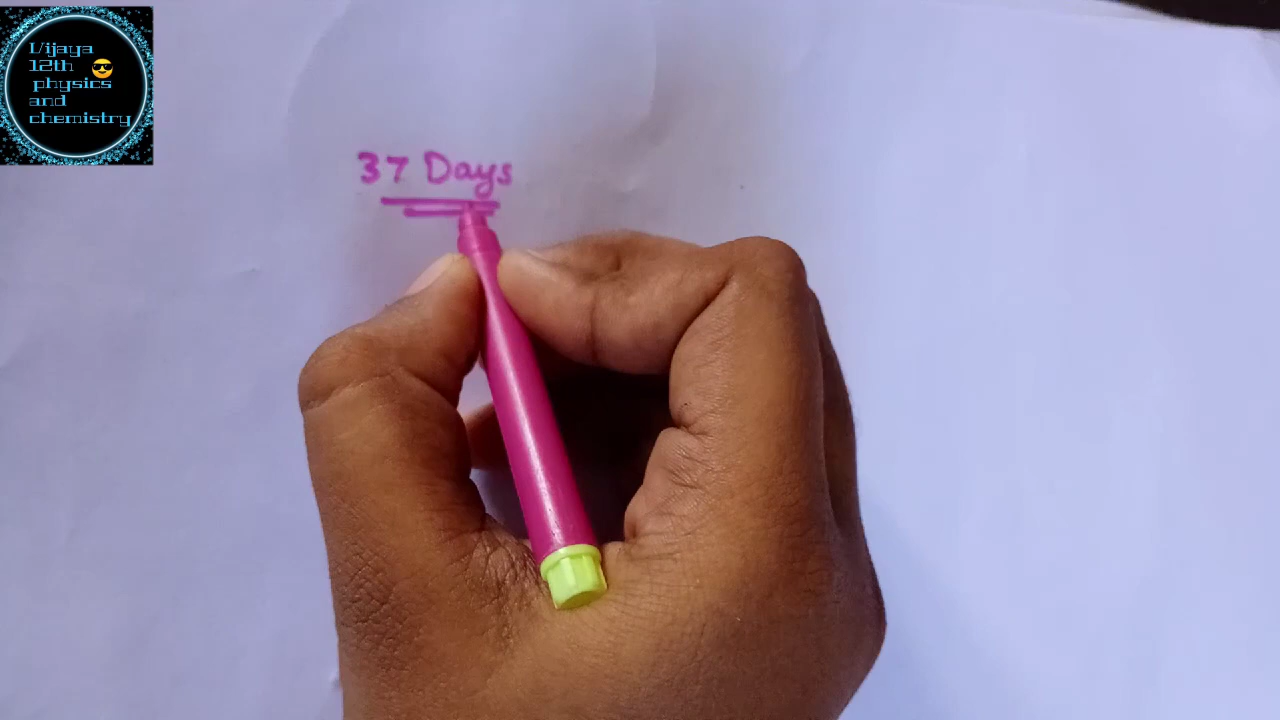 Vijaya
12th 😎
physics
and
chemistry
37 Days